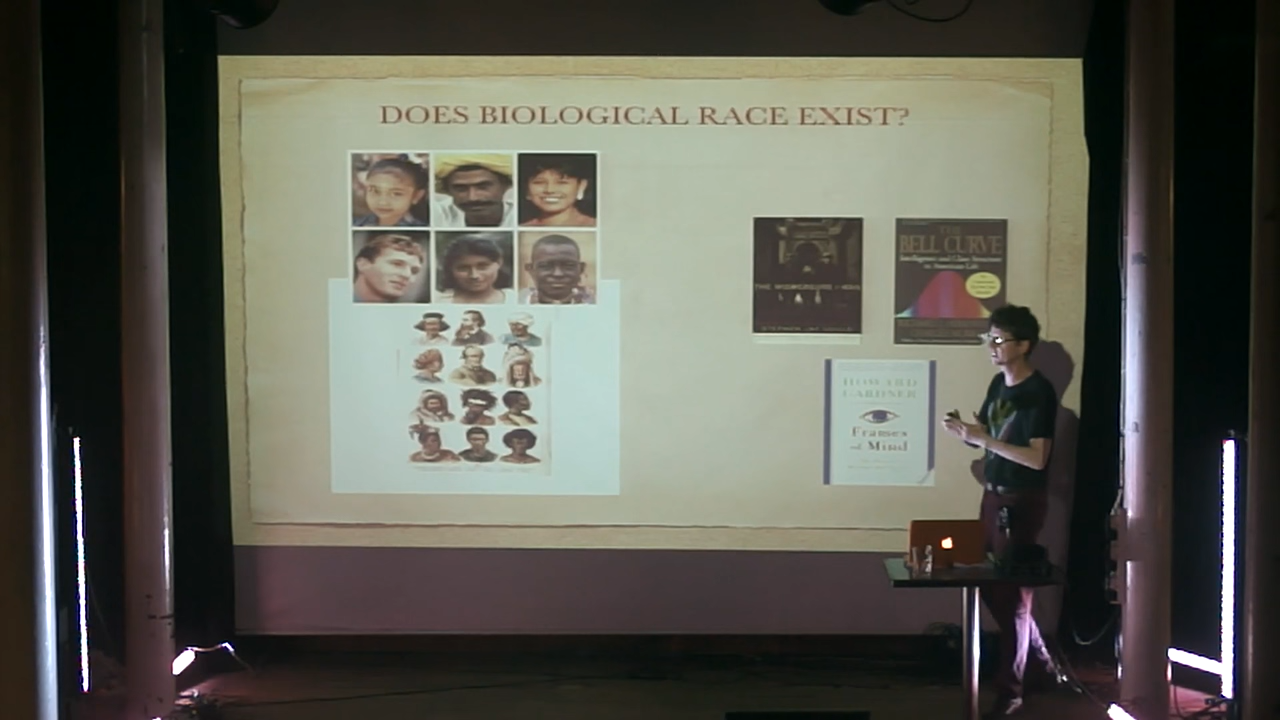 DOES BIOLOGICAL RACE EXIST?
THE MISMEASURE OF MAN
STEPHEN JAY GOULD
THE
BELL CURVE
Intelligence and Class Structure
in American Life
HOWARD
GARDNER
Frames
of Mind